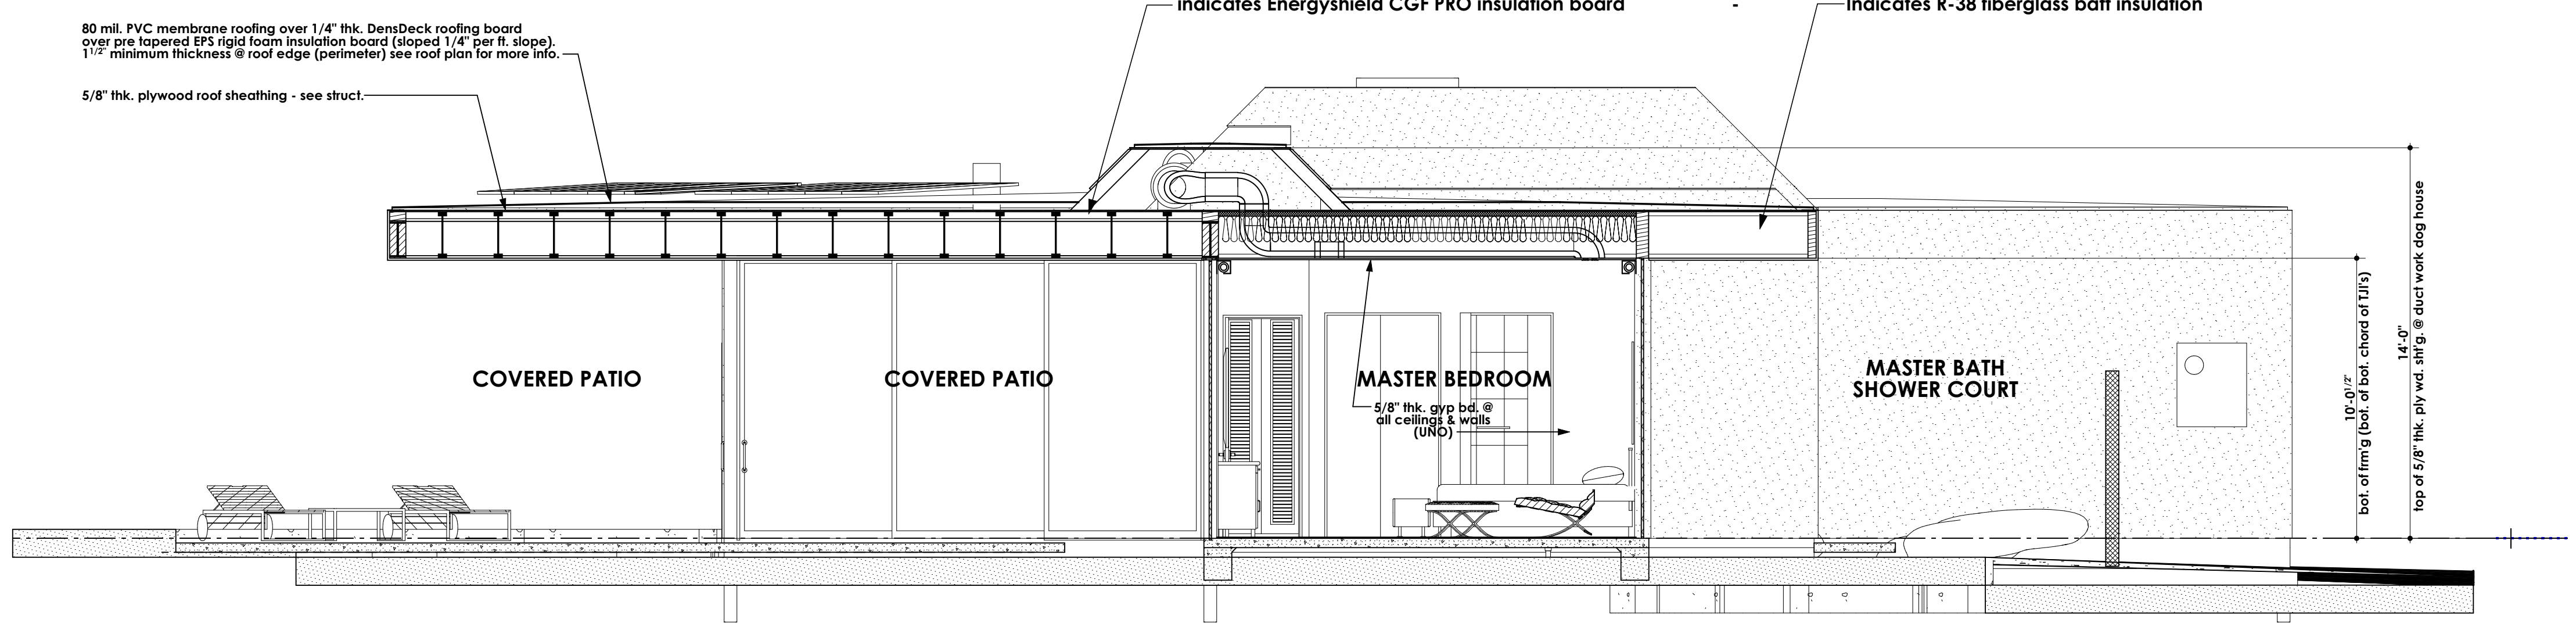 indicates Energyshield CGF PRO insulation board
-
indicates R-38 fiberglass batt insulation
80 mil. PVC membrane roofing over 1/4" thk. DensDeck roofing board
over pre tapered EPS rigid foam insulation board (sloped 1/4" per ft. slope).
1 1/2" minimum thickness @ roof edge (perimeter) see roof plan for more info.
5/8" thk. plywood roof sheathing - see struct.
COVERED PATIO
COVERED PATIO
MASTER BEDROOM
5/8" thk. gyp bd. @
all ceilings & walls
(UNO)
MASTER BATH
SHOWER COURT
10'-0 1/2"
bot. of frm'g (bot. of bot. chord of TJI's)
14'-0"
top of 5/8" thk. ply wd. sht'g. @ duct work dog house